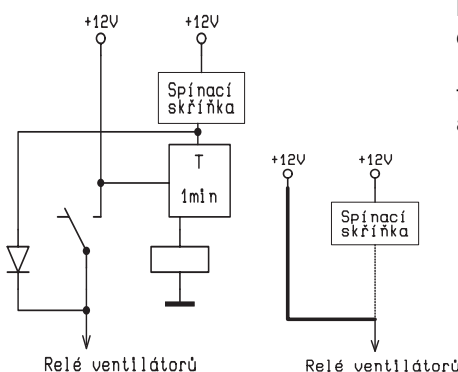 +12V
+12V
Spínací
skříňka
T
1min
+12V
+12V
Spínací
skříňka
Relé ventilátorů
Relé ventilátorů